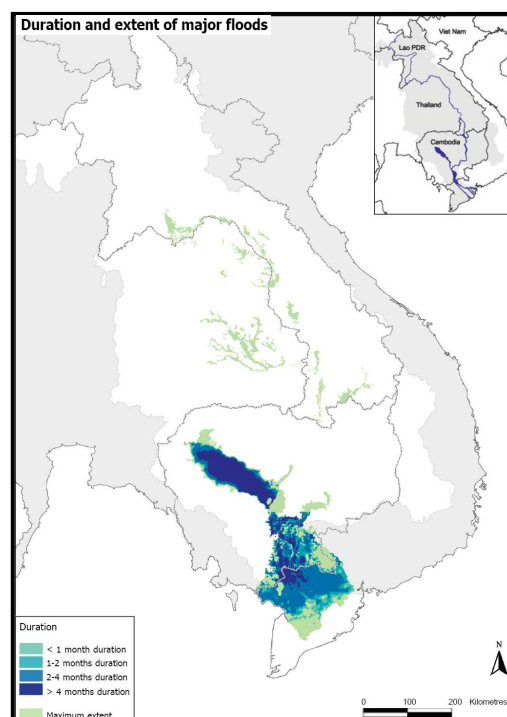 Duration and extent of major floods
Viet Nam
Lao PDR
Thailand
Cambodia
Duration
< 1 month duration
1-2 months duration
2-4 months duration
> 4 months duration
Maximum extent
N
0 100 200 Kilometres